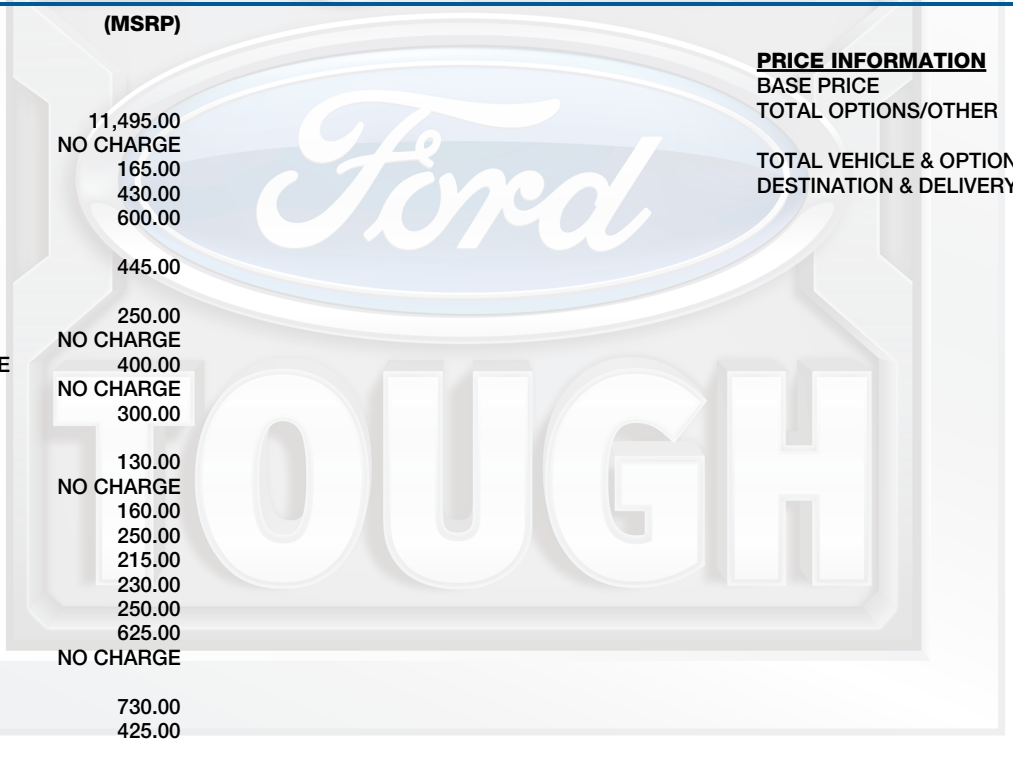 (MSRP)
11,495.00
NO CHARGE
165.00
430.00
600.00
445.00
250.00
NO CHARGE
E 400.00
NO CHARGE
300.00
130.00
NO CHARGE
160.00
250.00
215.00
230.00
250.00
625.00
NO CHARGE
730.00
425.00
PRICE INFORMATION
BASE PRICE
TOTAL OPTIONS/OTHER
TOTAL VEHICLE & OPTION
DESTINATION & DELIVERY
Ford
TOUGH